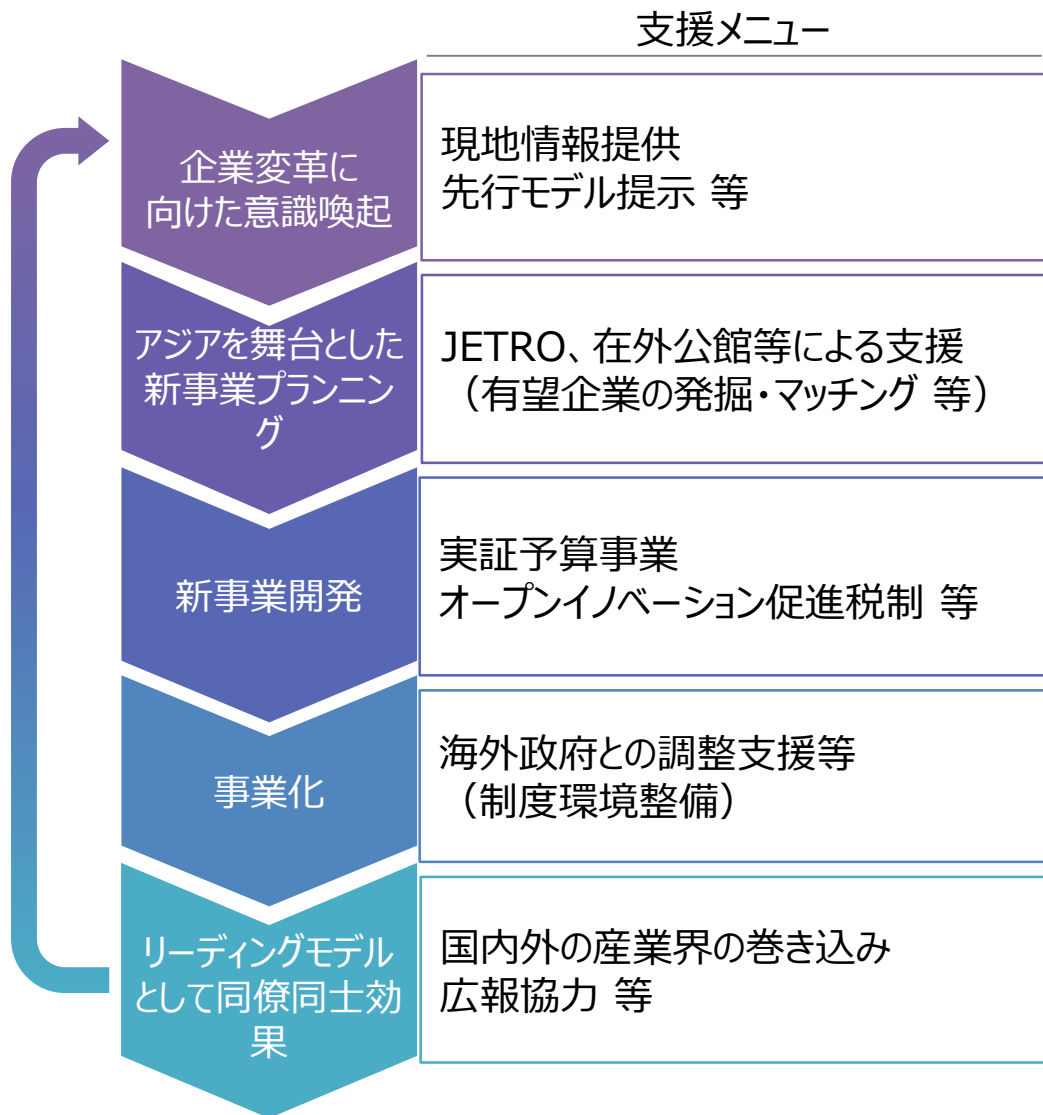 支援メニュー
企業変革に
向けた意識喚起
現地情報提供
先行モデル提示 等
アジアを舞台とした
新事業プランニン
グ
JETRO、在外公館等による支援
（有望企業の発掘・マッチング 等）
新事業開発
実証予算事業
オープンイノベーション促進税制 等
事業化
海外政府との調整支援等
（制度環境整備）
リーディングモデル
として同僚同士効
果
国内外の産業界の巻き込み
広報協力 等